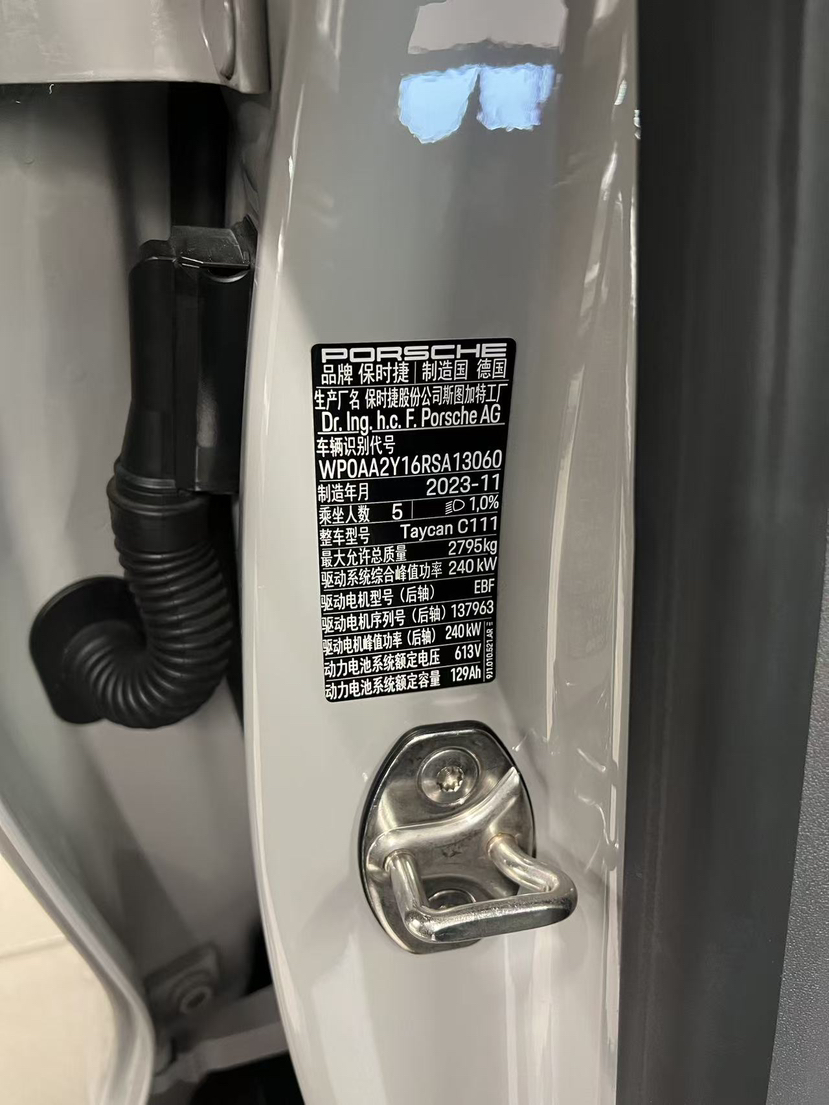 PORSCHE
品牌 保时捷 制造国 德国
生产厂名 保时捷股份公司斯图加特工厂
Dr. Ing. h.c. F. Porsche AG
车辆识别代号
WP0AA2Y16RSA13060
制造年月 2023-11
乘坐人数 5 1,0%
整车型号 Taycan C111
最大允许总质量 2795kg
驱动系统综合峰值功率 240 kW
驱动电机型号（后轴） EBF
驱动电机序列号（后轴） 137963
驱动电机峰值功率（后轴） 240 kW
动力电池系统额定电压 613V
动力电池系统额定容量 129Ah